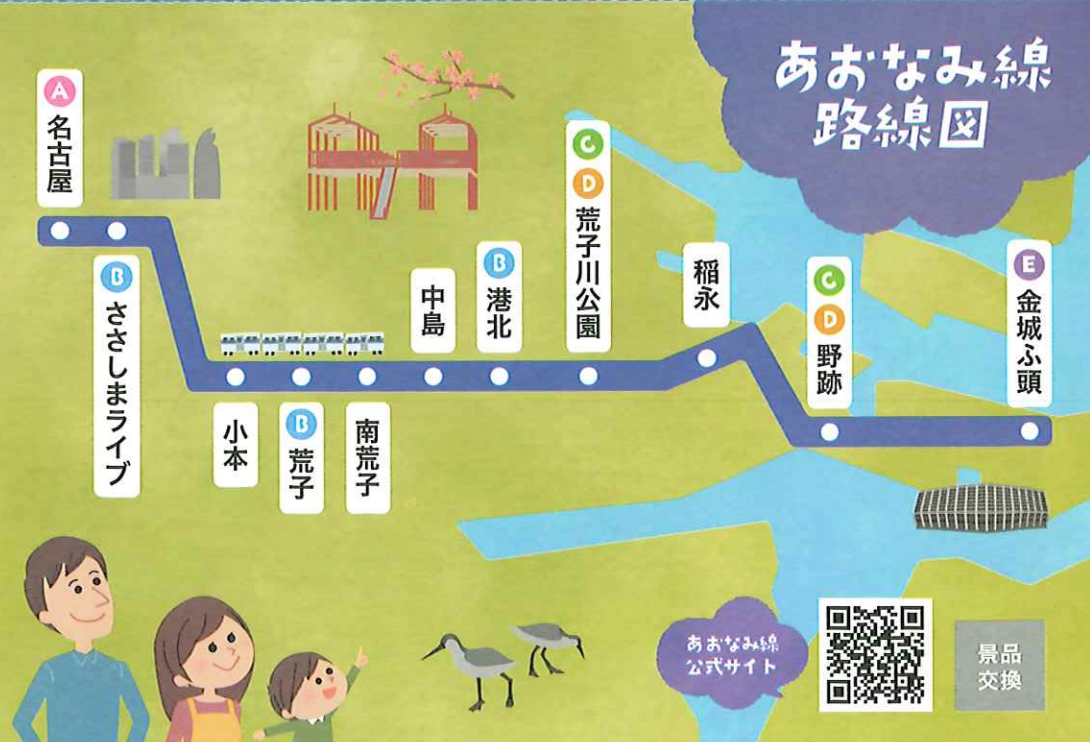 あおなみ線
路線図
A 名古屋
B ささしまライブ
小本
B 荒子
南荒子
中島
B 港北
C D 荒子川公園
稲永
C D 野跡
E 金城ふ頭
あおなみ線
公式サイト
景品
交換